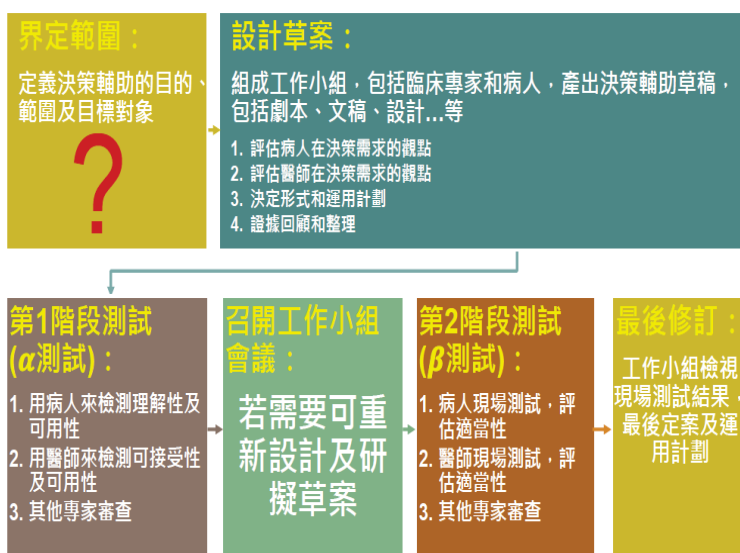 界定範圍：
定義決策輔助的目的、
範圍及目標對象
?
設計草案：
組成工作小組，包括臨床專家和病人，產出決策輔助草稿，
包括劇本、文稿、設計...等
1. 評估病人在決策需求的觀點
2. 評估醫師在決策需求的觀點
3. 決定形式和運用計劃
4. 證據回顧和整理
第1階段測試
(α測試)：
1. 用病人來檢測理解性及
可用性
2. 用醫師來檢測可接受性
及可用性
3. 其他專家審查
召開工作小組
會議：
若需要可重
新設計及研
擬草案
第2階段測試
(β測試)：
1. 病人現場測試，評
估適當性
2. 醫師現場測試，評
估適當性
3. 其他專家審查
最後修訂：
工作小組檢視
現場測試結果，
最後定案及運
用計劃